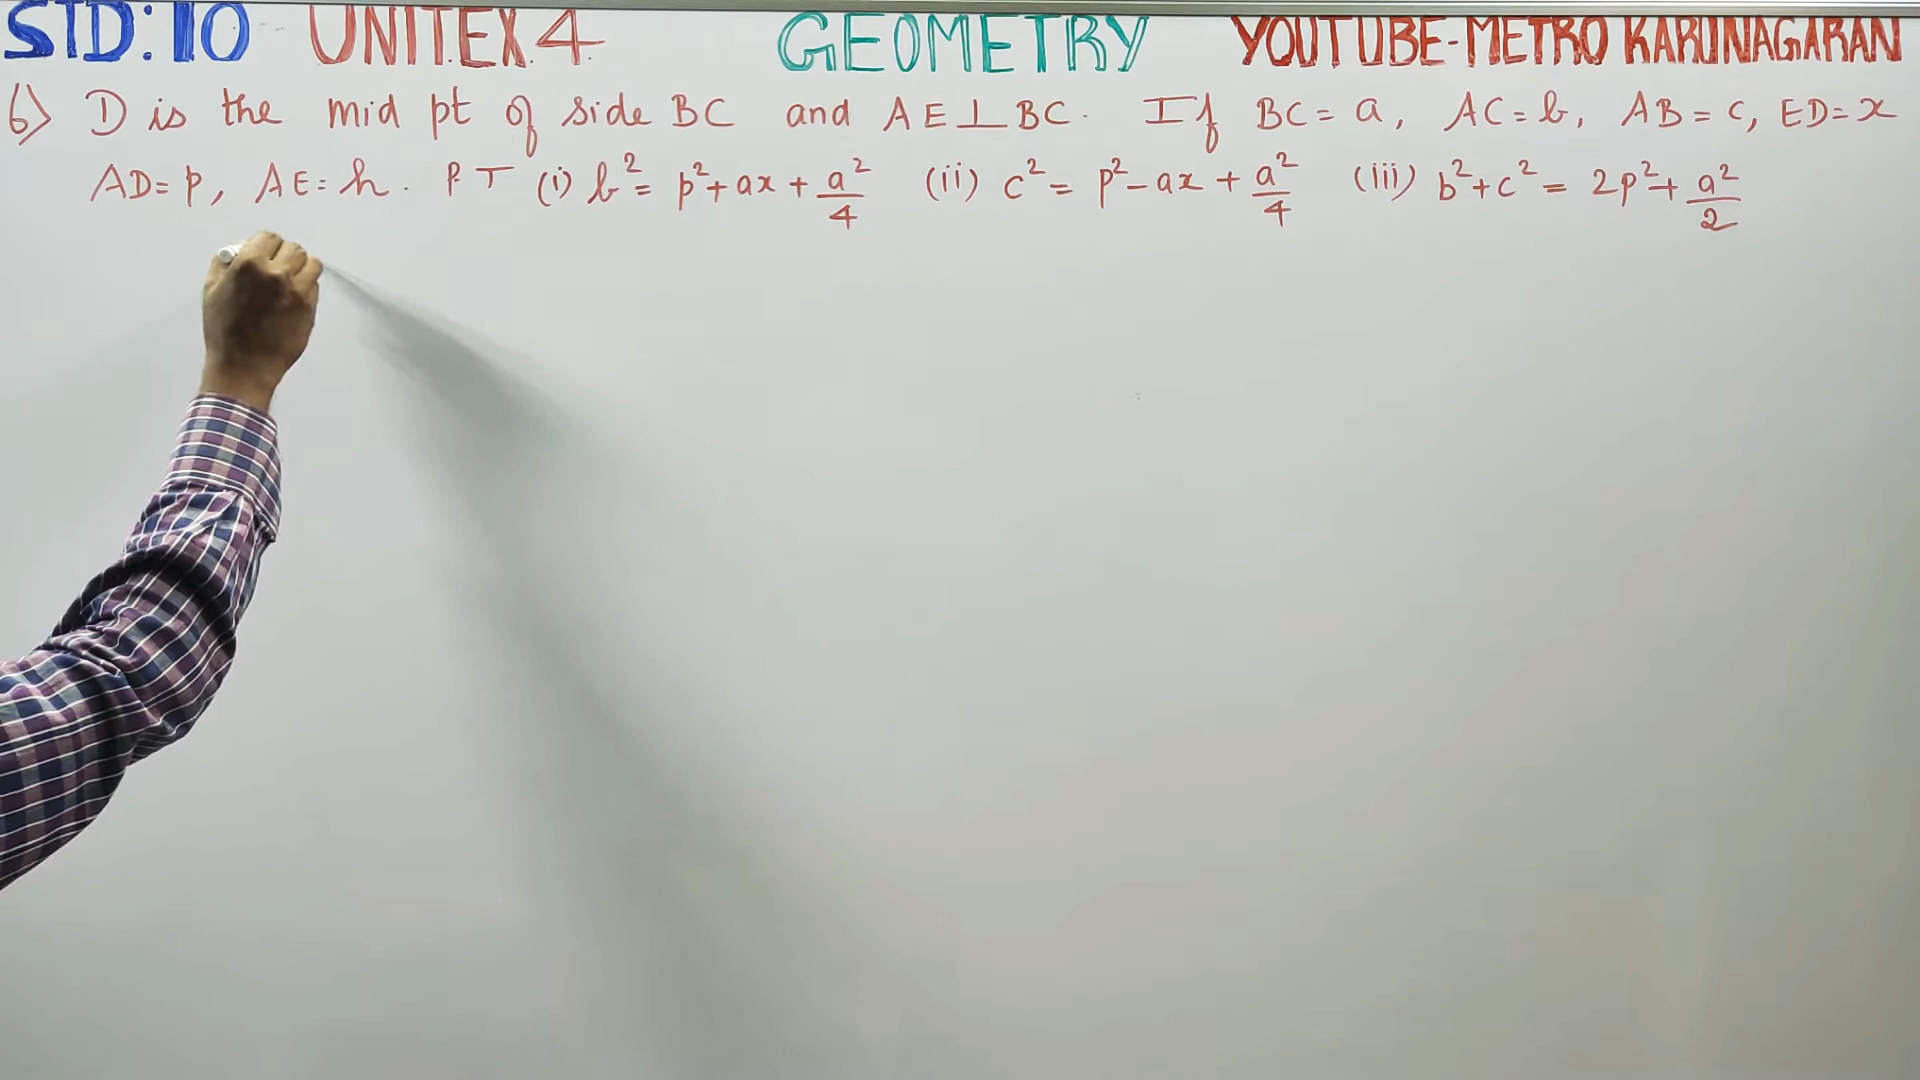 STD: 10 UNIT.EX.4. GEOMETRY YOUTUBE-METRO KARUNAGARAN
6) D is the mid pt of side BC and AE⊥BC. If BC = a, AC = b, AB = c, ED = x
AD = p, AE = h. P.T (i) b² = p² + ax + a²/4 (ii) c² = p² - ax + a²/4 (iii) b² + c² = 2p² + a²/2